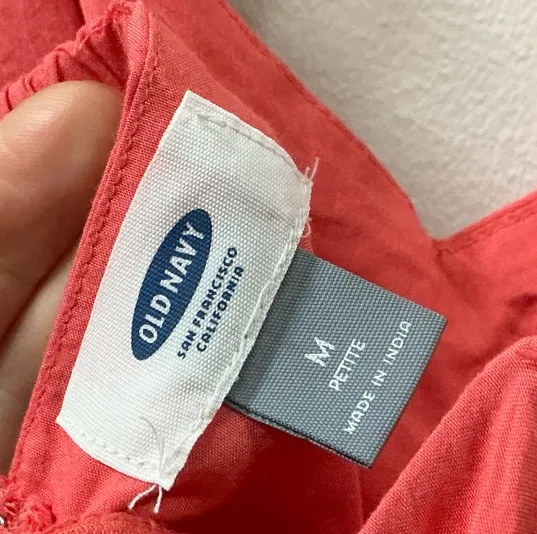 OLD NAVY
SAN FRANCISCO
CALIFORNIA
M
PETITE
MADE IN INDIA